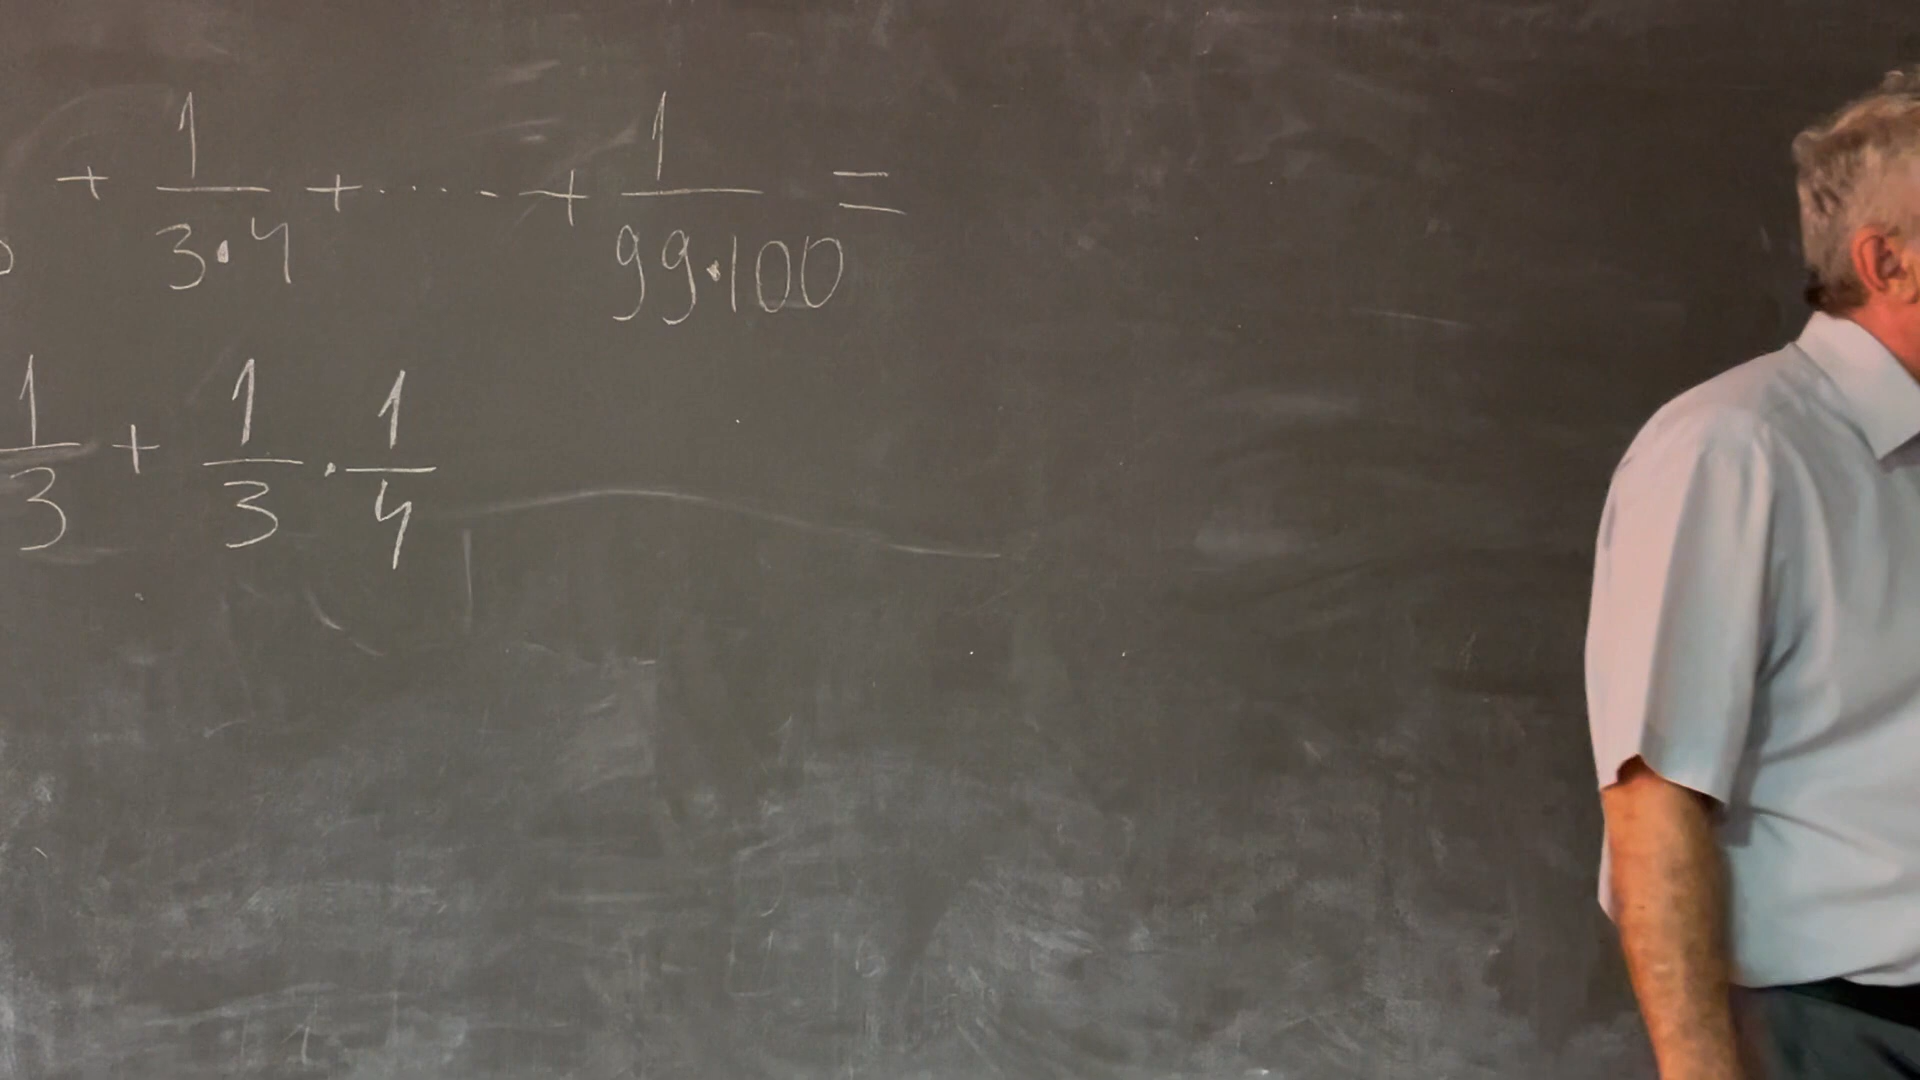 + 1/3·4 + ····· + 1/99·100 =
1/3 + 1/3 · 1/4